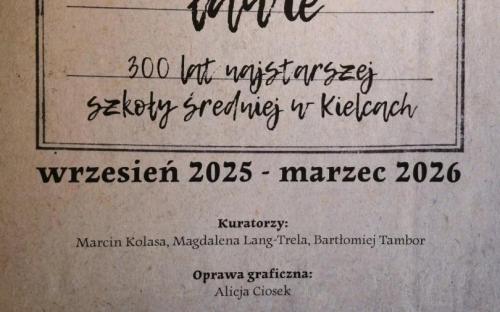 300 lat najstarszej
szkoły średniej w Kielcach
wrzesień 2025 - marzec 2026
Kuratorzy:
Marcin Kolasa, Magdalena Lang-Trela, Bartłomiej Tambor
Oprawa graficzna:
Alicja Ciosek